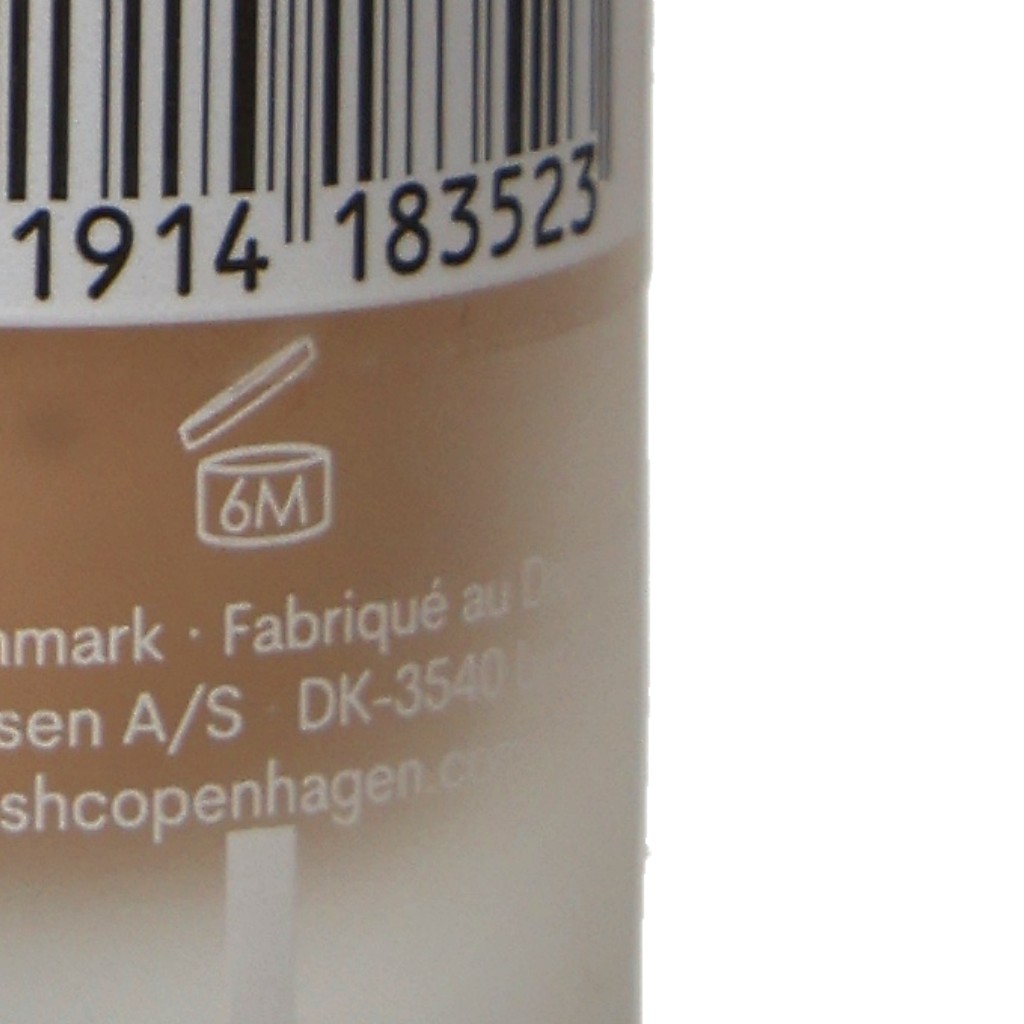 1914 183523
6M
nmark · Fabriqué au D
sen A/S · DK-3540
shcopenhagen.co